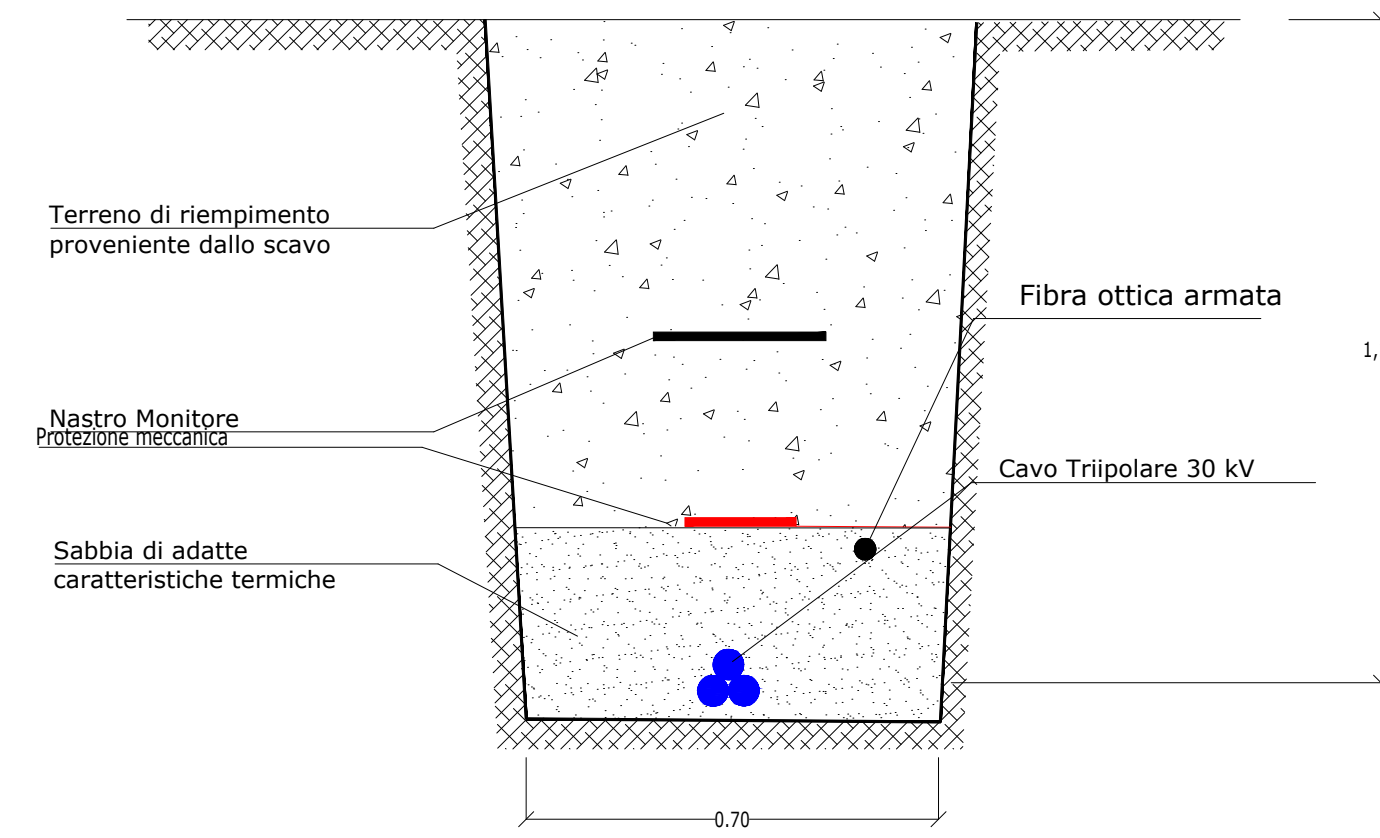 Terreno di riempimento
proveniente dallo scavo
Fibra ottica armata
1,
Nastro Monitore
Protezione meccanica
Cavo Triipolare 30 kV
Sabbia di adatte
caratteristiche termiche
0.70